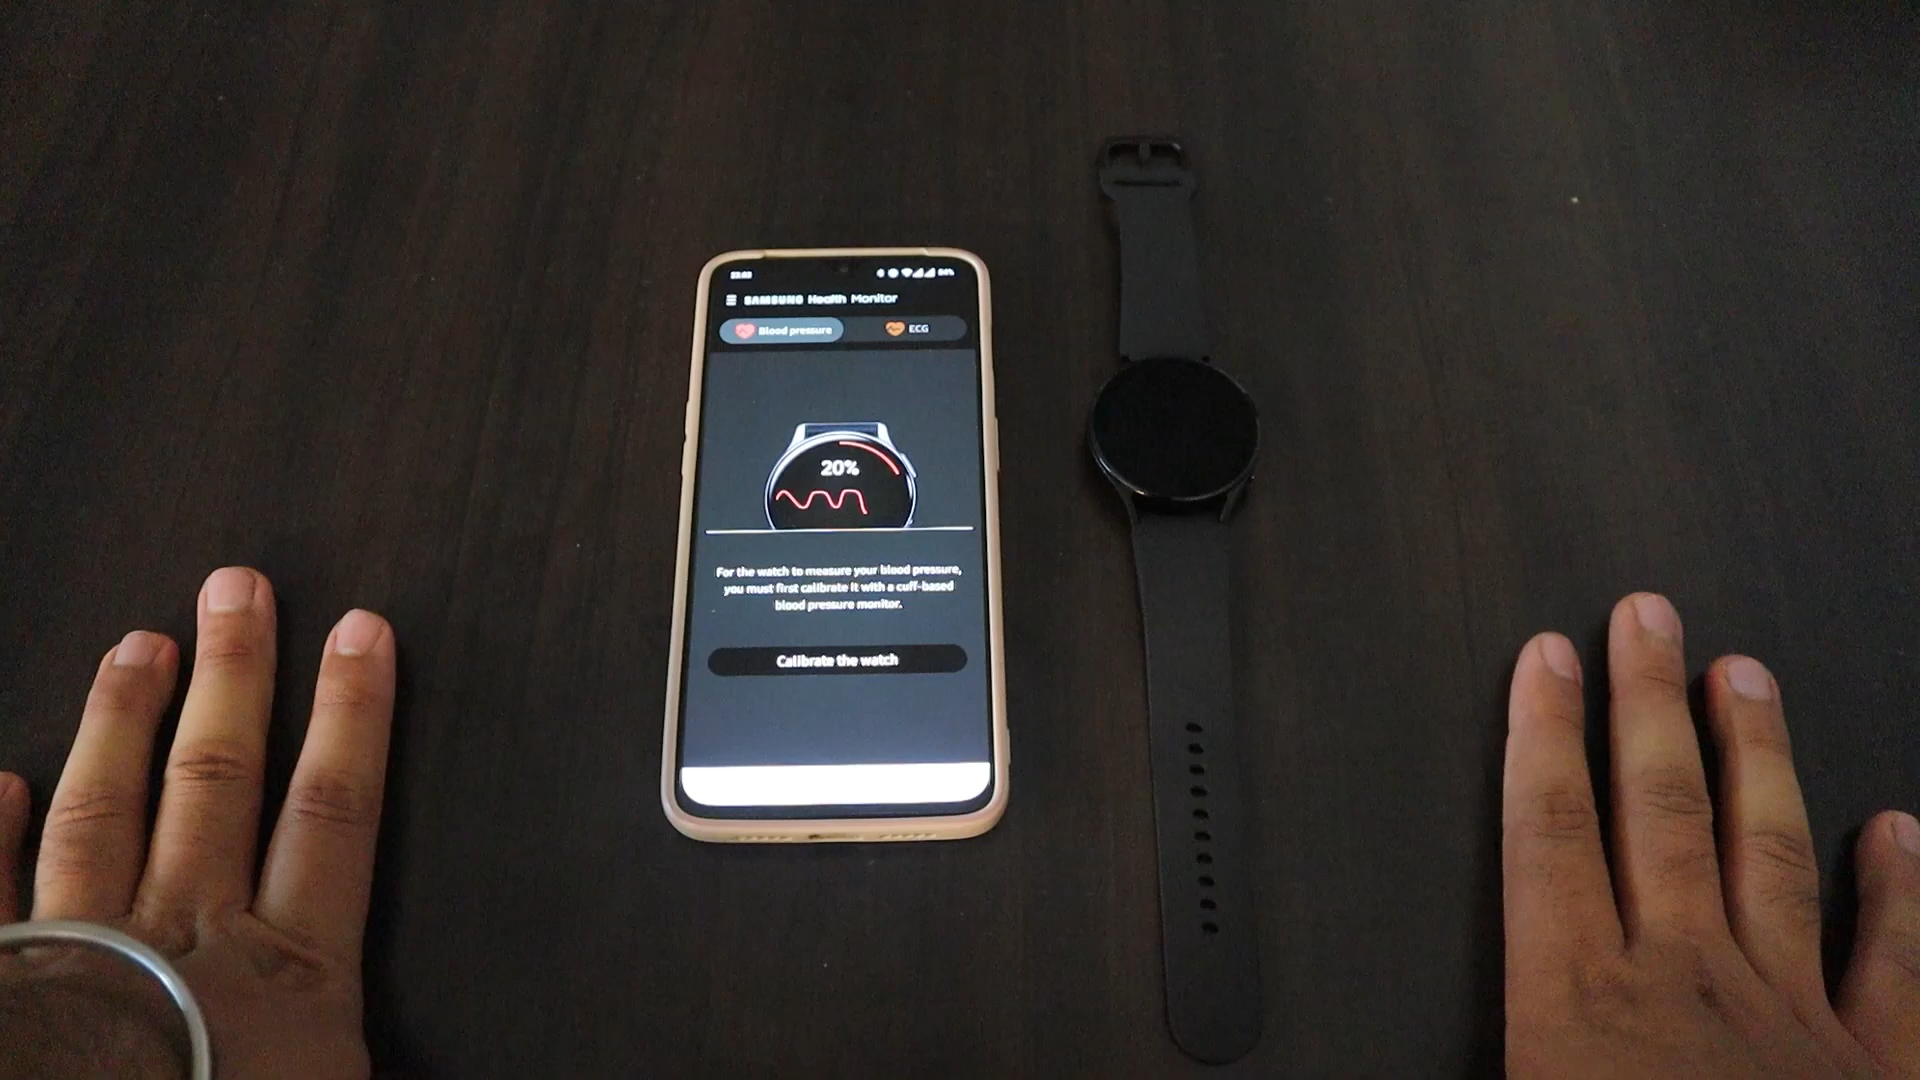 SAMSUNG Health Monitor
Blood pressure
ECG
20%
For the watch to measure your blood pressure,
you must first calibrate it with a cuff-based
blood pressure monitor.
Calibrate the watch